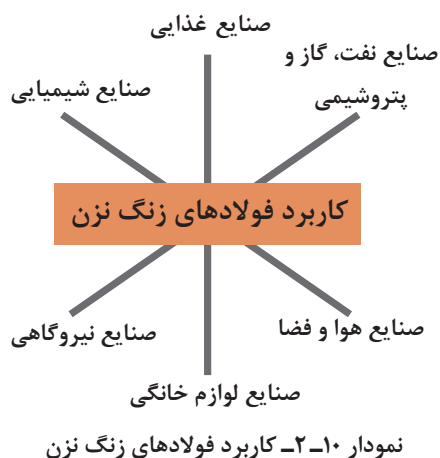 صنایع غذایی
صنایع نفت، گاز و
پتروشیمی
صنایع شیمیایی
کاربرد فولادهای زنگ نزن
صنایع هوا و فضا
صنایع نیروگاهی
صنایع لوازم خانگی
نمودار ۱۰ــ۲ــ کاربرد فولادهای زنگ نزن